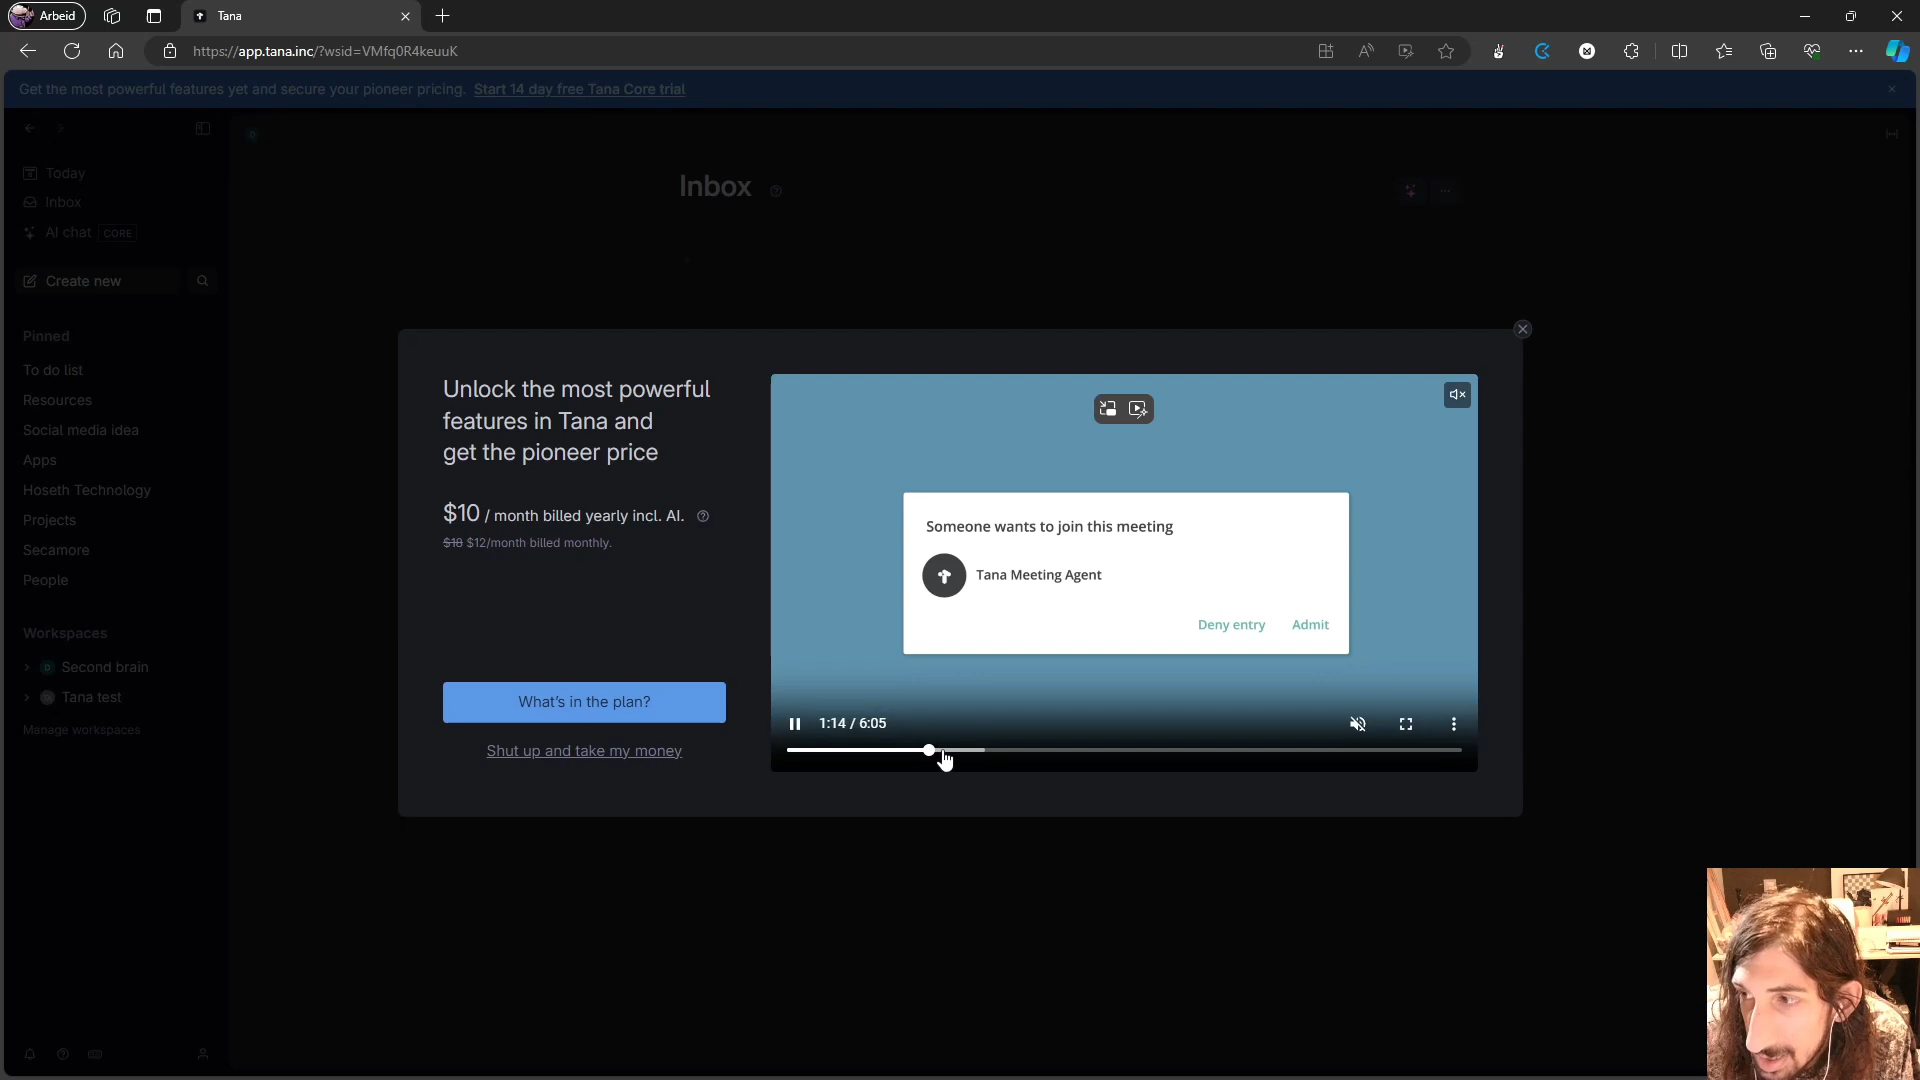 Arbeid
Tana
https://app.tana.inc/?wsid=VMfq0R4keuuK
Get the most powerful features yet and secure your pioneer pricing. Start 14 day free Tana Core trial
Today
Inbox
AI chat CORE
Create new
Pinned
To do list
Resources
Social media idea
Apps
Hoseth Technology
Projects
Secamore
People
Workspaces
D Second brain
Tana test
Manage workspaces
Inbox
Unlock the most powerful
features in Tana and
get the pioneer price
$10 / month billed yearly incl. AI.
$18 $12/month billed monthly.
What's in the plan?
Shut up and take my money
Someone wants to join this meeting
Tana Meeting Agent
Deny entry Admit
1:14 / 6:05